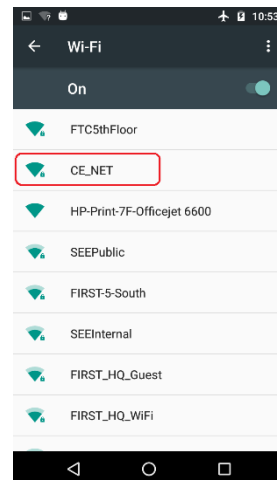 10:53
Wi-Fi
On
FTC5thFloor
CE_NET
HP-Print-7F-Officejet 6600
SEEPublic
FIRST-5-South
SEEInternal
FIRST_HQ_Guest
FIRST_HQ_WiFi